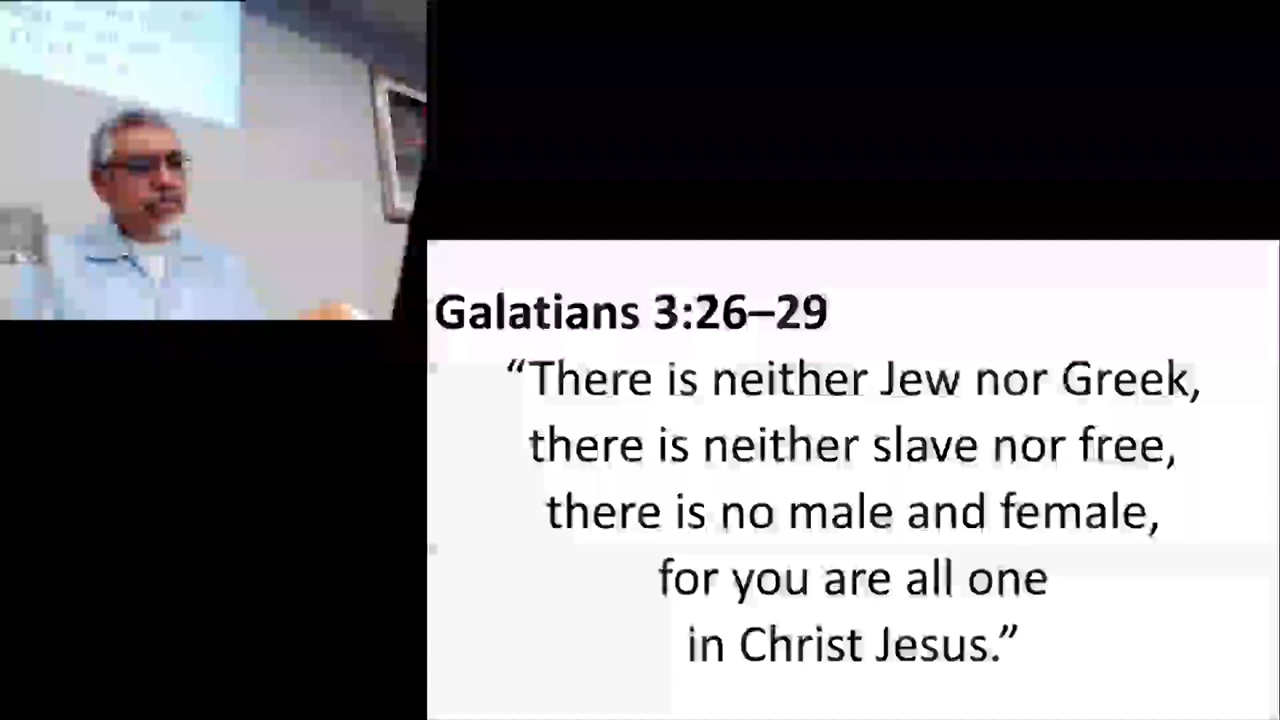 Galatians 3:26–29
“There is neither Jew nor Greek,
there is neither slave nor free,
there is no male and female,
for you are all one
in Christ Jesus.”